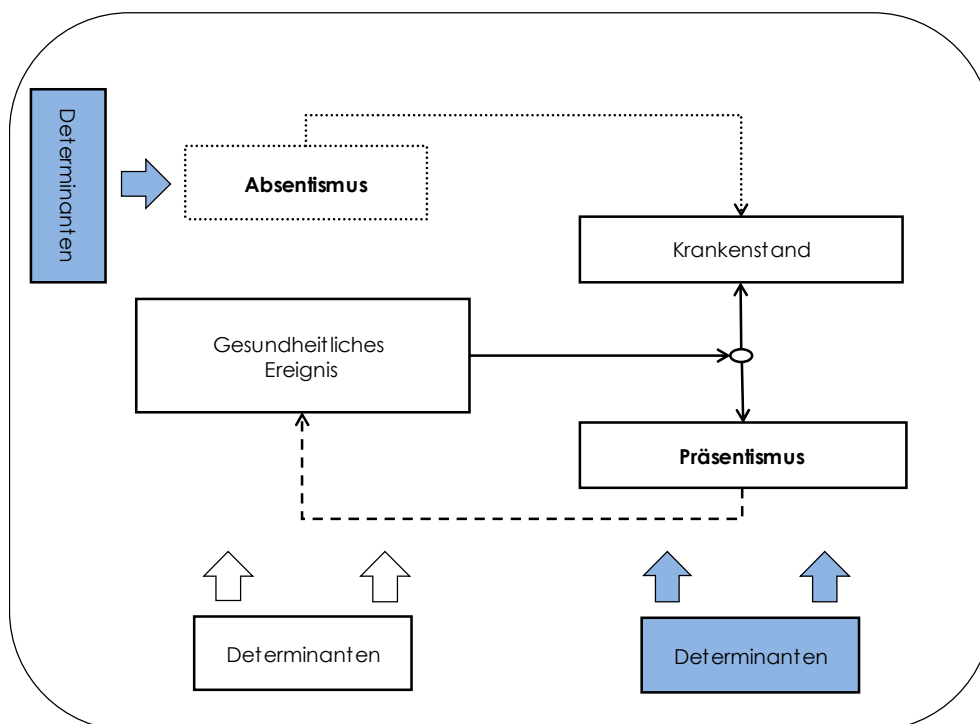 Determinanten
Absentismus
Krankenstand
Gesundheitliches
Ereignis
Präsentismus
Determinanten
Determinanten